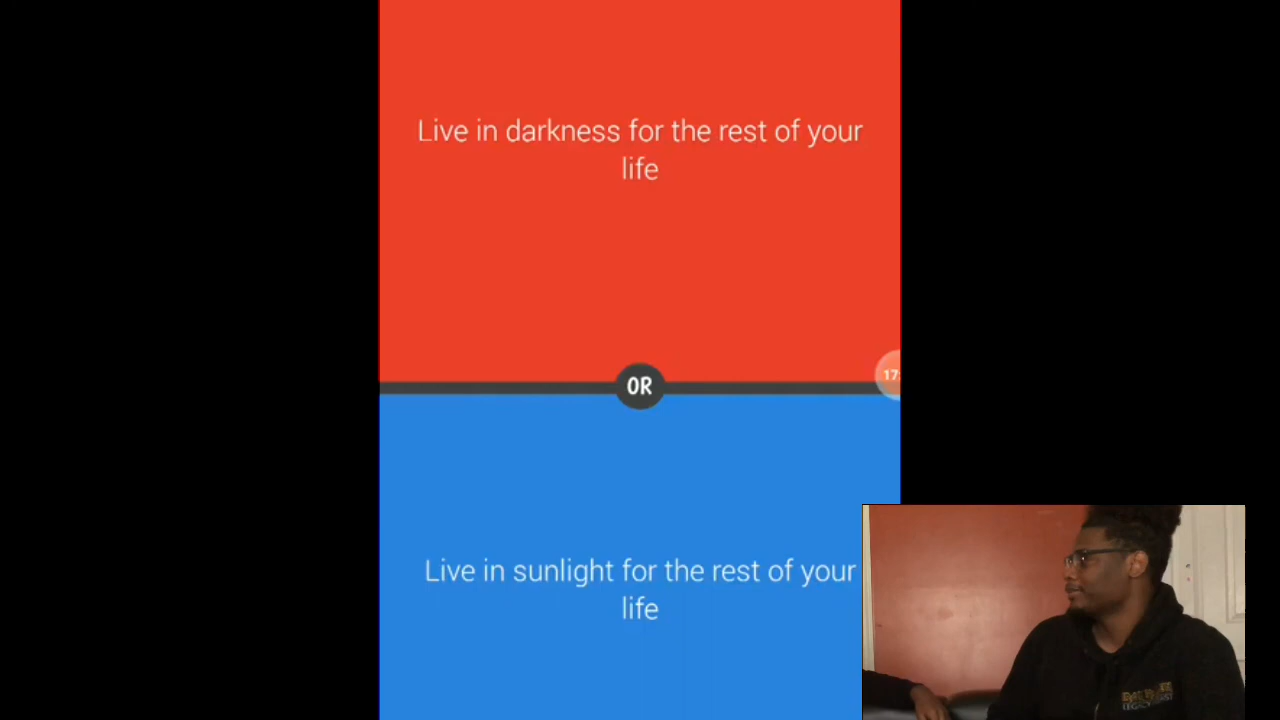 Live in darkness for the rest of your
life
17:
OR
Live in sunlight for the rest of your
life